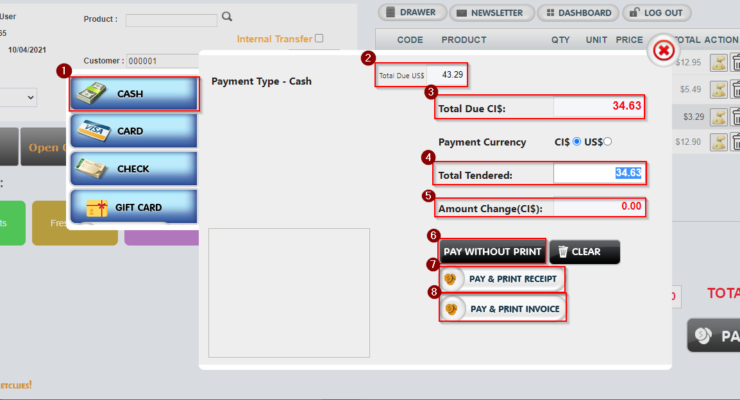 User
Product :
55
Internal Transfer
10/04/2021
Customer : 000001
DRAWER
NEWSLETTER
DASHBOARD
LOG OUT
CODE PRODUCT QTY UNIT PRICE TOTAL ACTION
$12.95
$5.49
$3.29
$12.90
1
CASH
CARD
CHECK
GIFT CARD
Open
:
ts
Fres
Payment Type - Cash
2
Total Due US$ 43.29
3
Total Due CI$: 34.63
Payment Currency CI$ US$
4
Total Tendered: 34.63
5
Amount Change(CI$): 0.00
6
PAY WITHOUT PRINT
CLEAR
7
PAY & PRINT RECEIPT
8
PAY & PRINT INVOICE
0
TOTA
PA